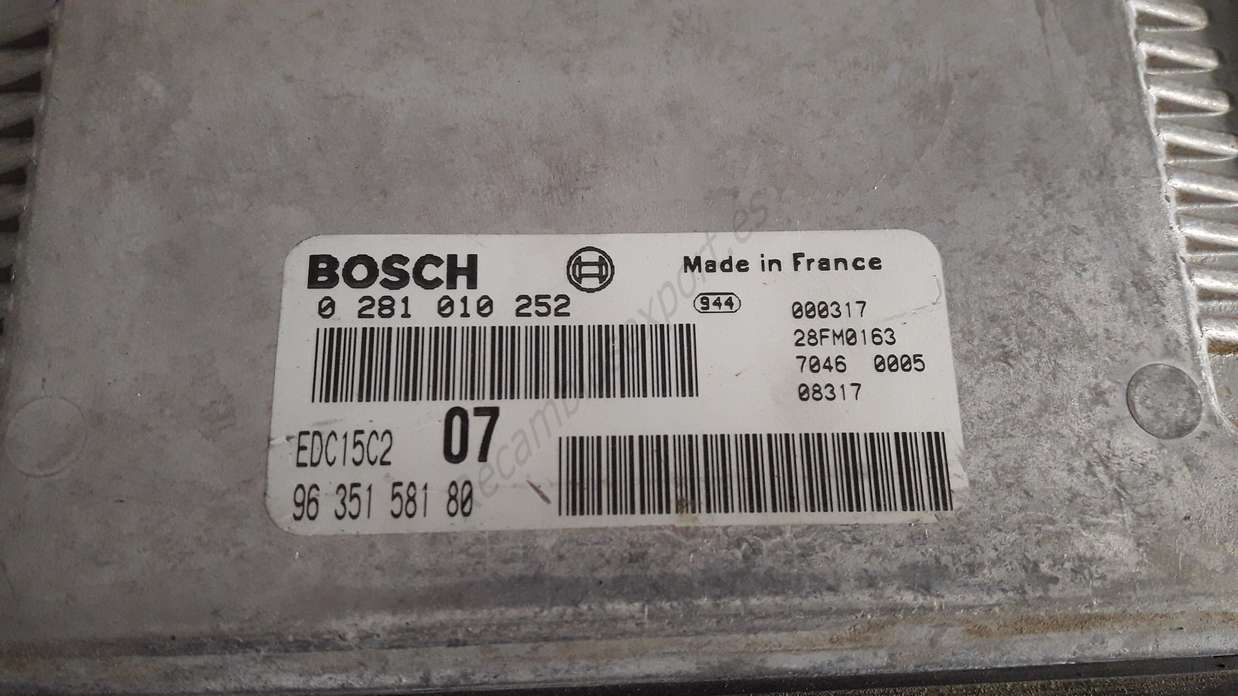 BOSCH
Made in France
0 281 010 252
944
000317
28FM0163
7046 0005
08317
EDC15C2 07
96 351 581 80